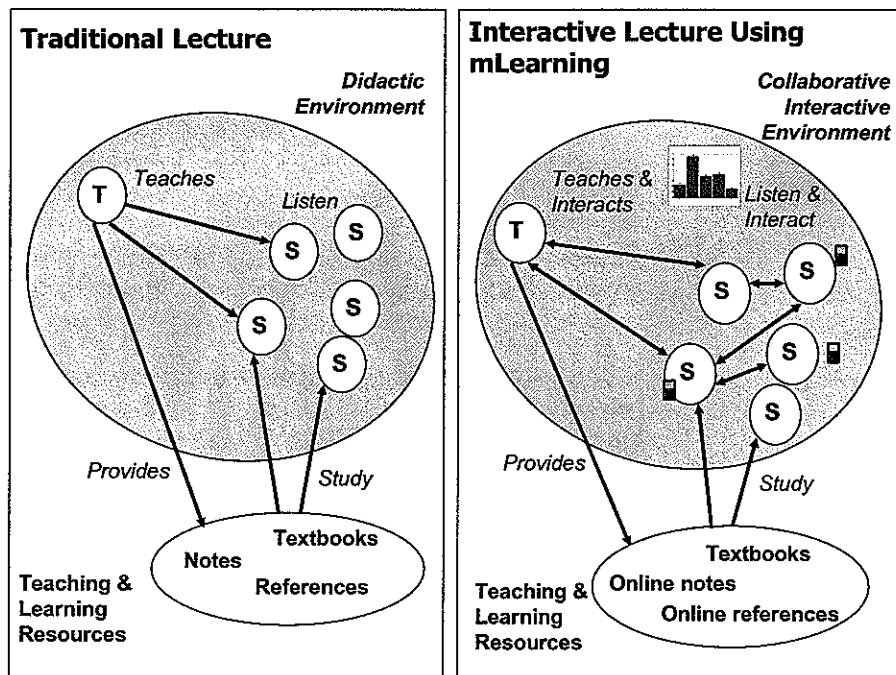 Traditional Lecture
Didactic
Environment
T
Teaches
Listen
S
S
S
S
S
Provides
Study
Textbooks
Notes
References
Teaching &
Learning
Resources
Interactive Lecture Using
mLearning
Collaborative
Interactive
Environment
Teaches &
Interacts
Listen &
Interact
T
S
S
S
S
S
Provides
Study
Textbooks
Online notes
Online references
Teaching &
Learning
Resources